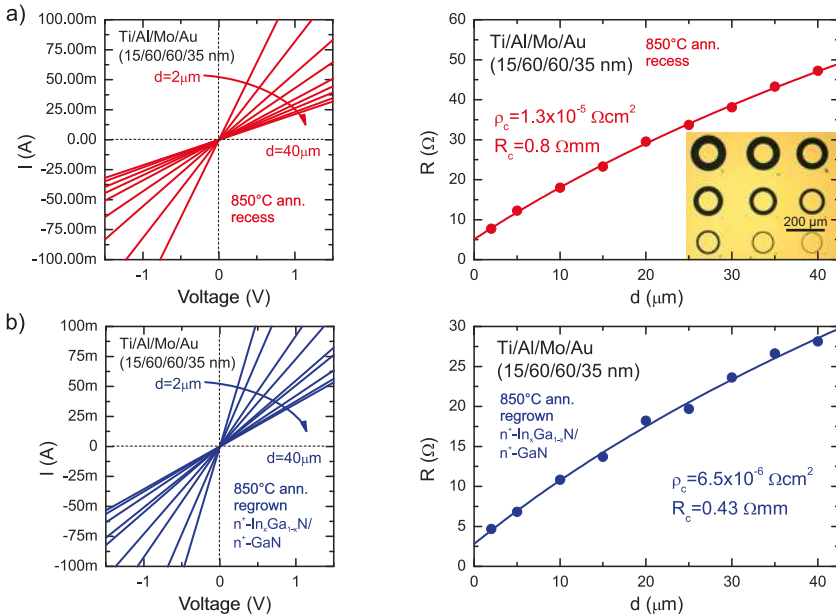 a)
100.00m
75.00m
50.00m
25.00m
0.00
-25.00m
-50.00m
-75.00m
-100.00m
I (A)
Ti/Al/Mo/Au
(15/60/60/35 nm)
d=2μm
d=40μm
850°C ann.
recess
-1
0
1
Voltage (V)
60
50
40
30
20
10
0
R (Ω)
Ti/Al/Mo/Au
(15/60/60/35 nm)
850°C ann.
recess
ρc=1.3x10⁻⁵ Ωcm²
Rc=0.8 Ωmm
200 μm
0
10
20
30
40
d (μm)
b)
100m
75m
50m
25m
0
-25m
-50m
-75m
-100m
I (A)
Ti/Al/Mo/Au
(15/60/60/35 nm)
d=2μm
d=40μm
850°C ann.
regrown
n⁺-InₓGa₁₋ₓN/
n⁺-GaN
-1
0
1
Voltage (V)
30
25
20
15
10
5
0
R (Ω)
Ti/Al/Mo/Au
(15/60/60/35 nm)
850°C ann.
regrown
n⁺-InₓGa₁₋ₓN/
n⁺-GaN
ρc=6.5x10⁻⁶ Ωcm²
Rc=0.43 Ωmm
0
10
20
30
40
d (μm)